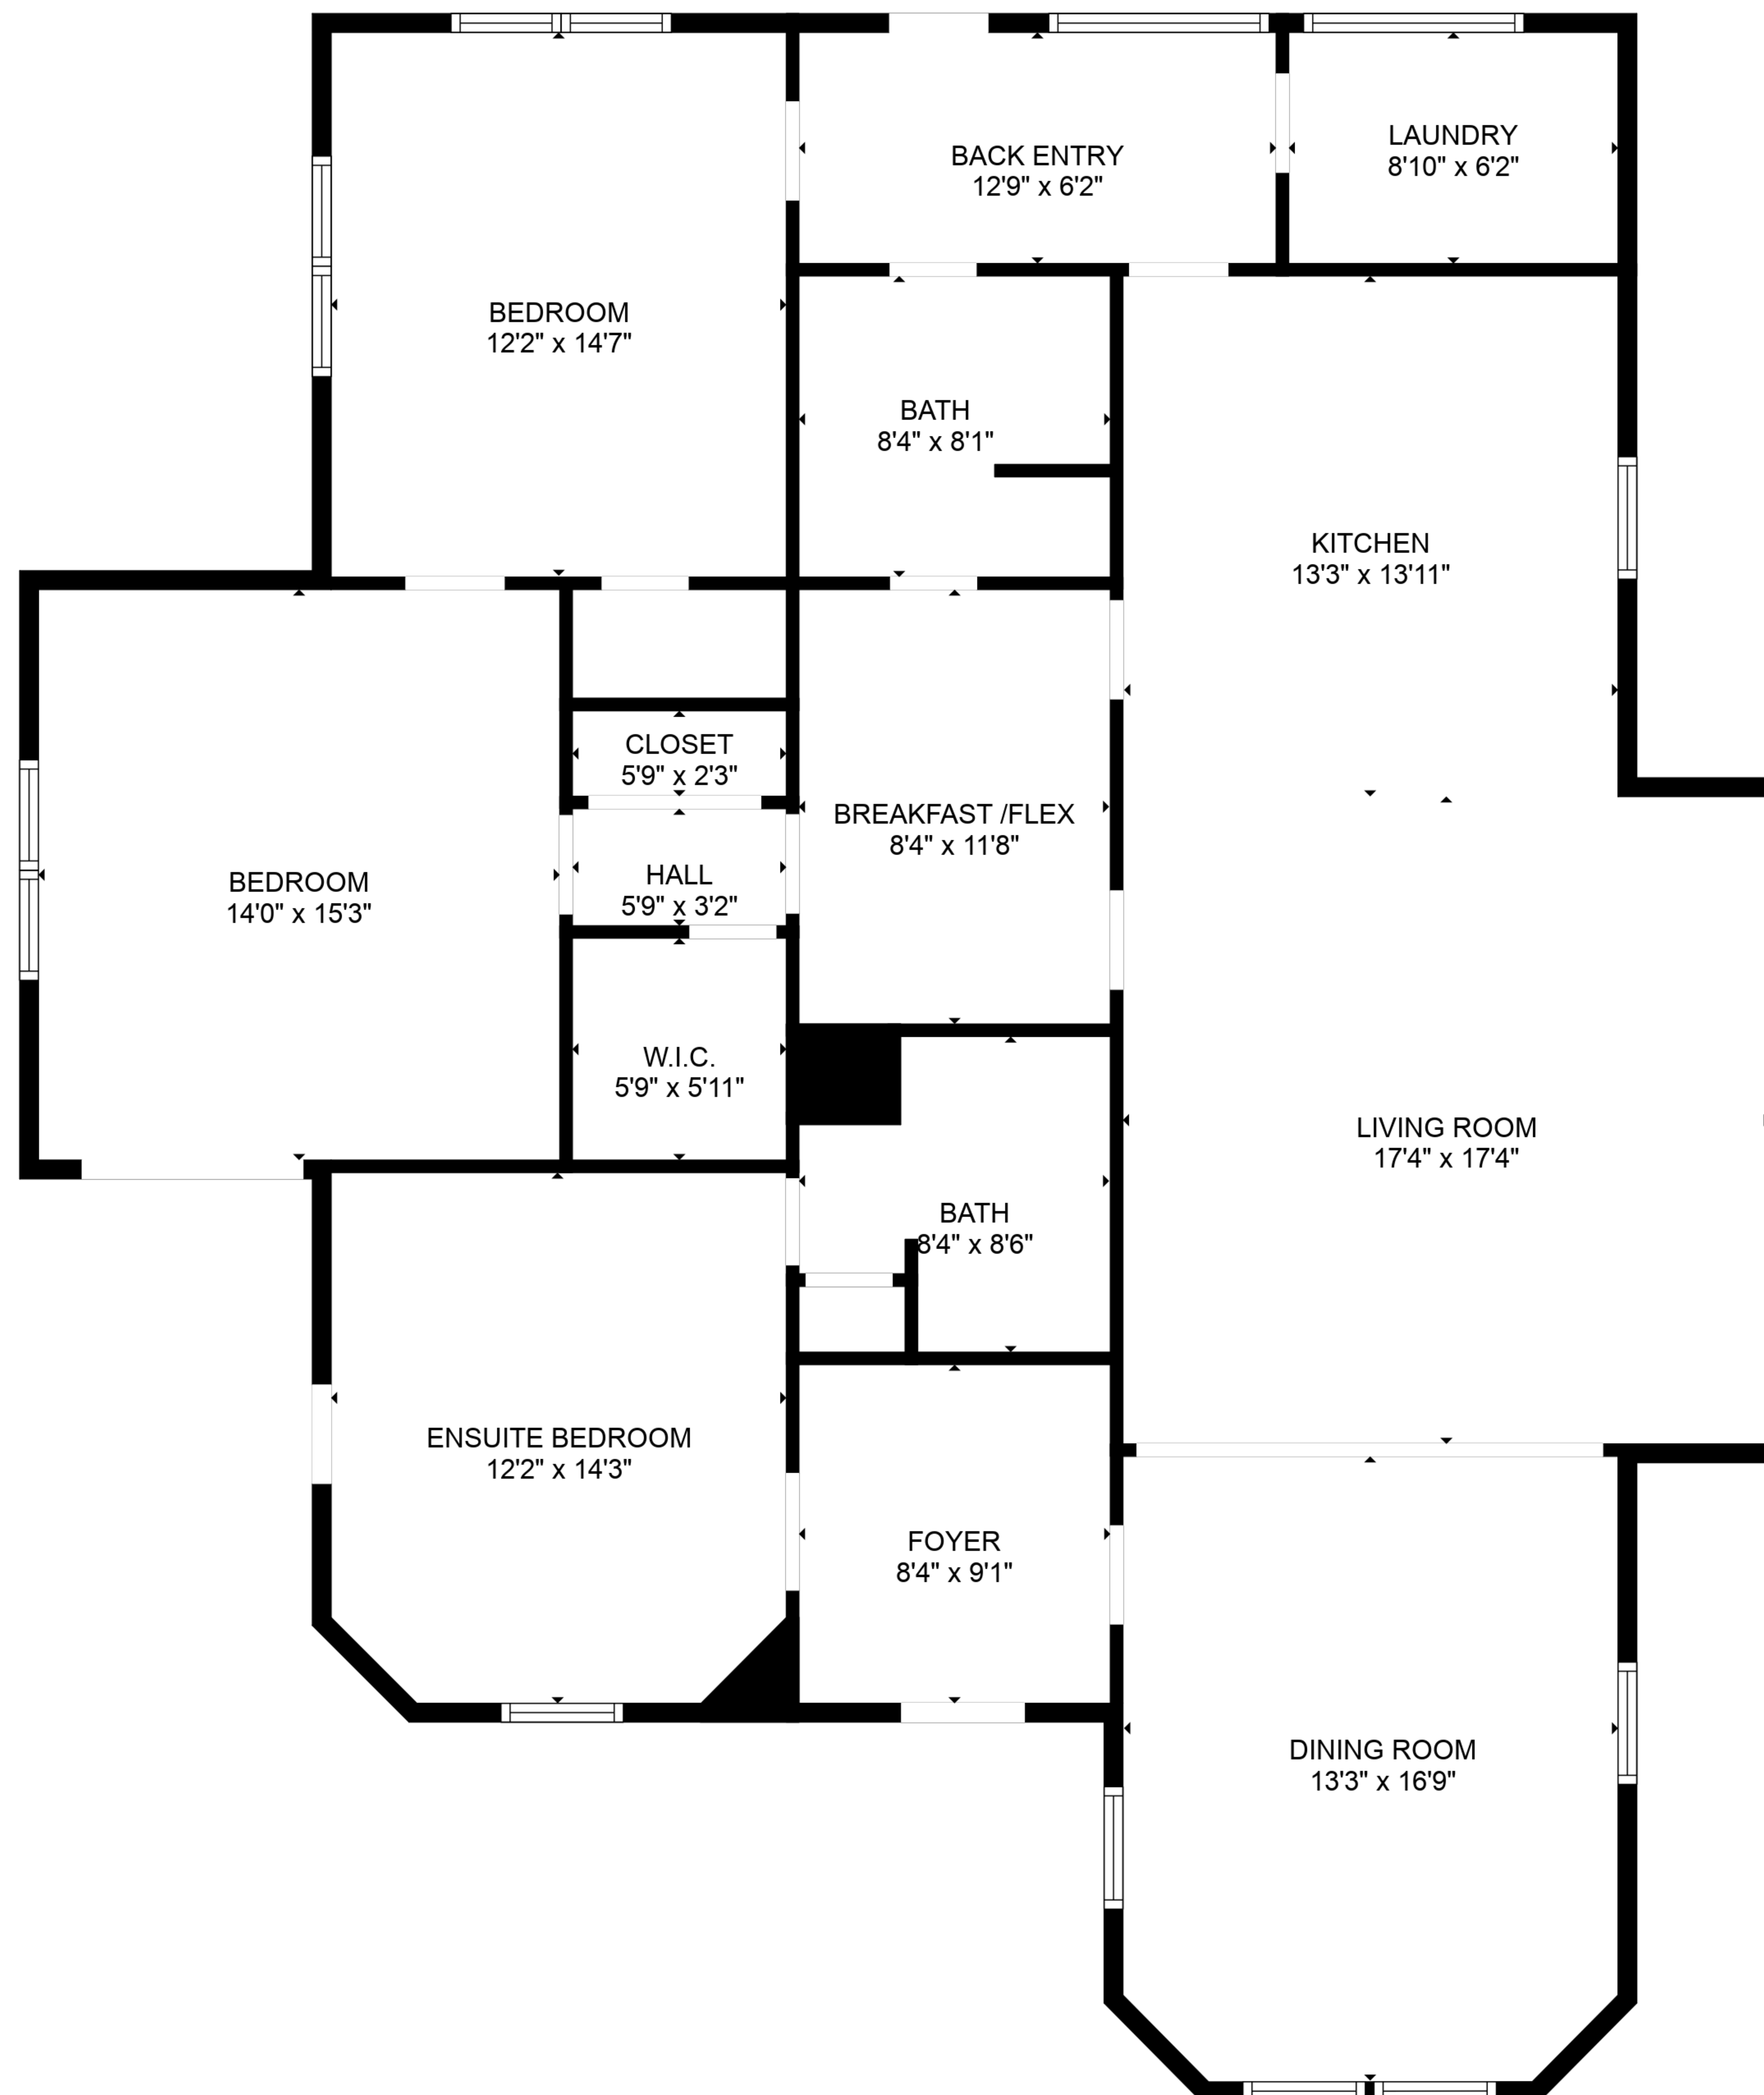 LAUNDRY
8'10" x 6'2"
BACK ENTRY
12'9" x 6'2"
BEDROOM
12'2" x 14'7"
BATH
8'4" x 8'1"
KITCHEN
13'3" x 13'11"
CLOSET
5'9" x 2'3"
BREAKFAST /FLEX
8'4" x 11'8"
HALL
5'9" x 3'2"
BEDROOM
14'0" x 15'3"
W.I.C.
5'9" x 5'11"
LIVING ROOM
17'4" x 17'4"
BATH
8'4" x 8'6"
ENSUITE BEDROOM
12'2" x 14'3"
FOYER
8'4" x 9'1"
DINING ROOM
13'3" x 16'9"